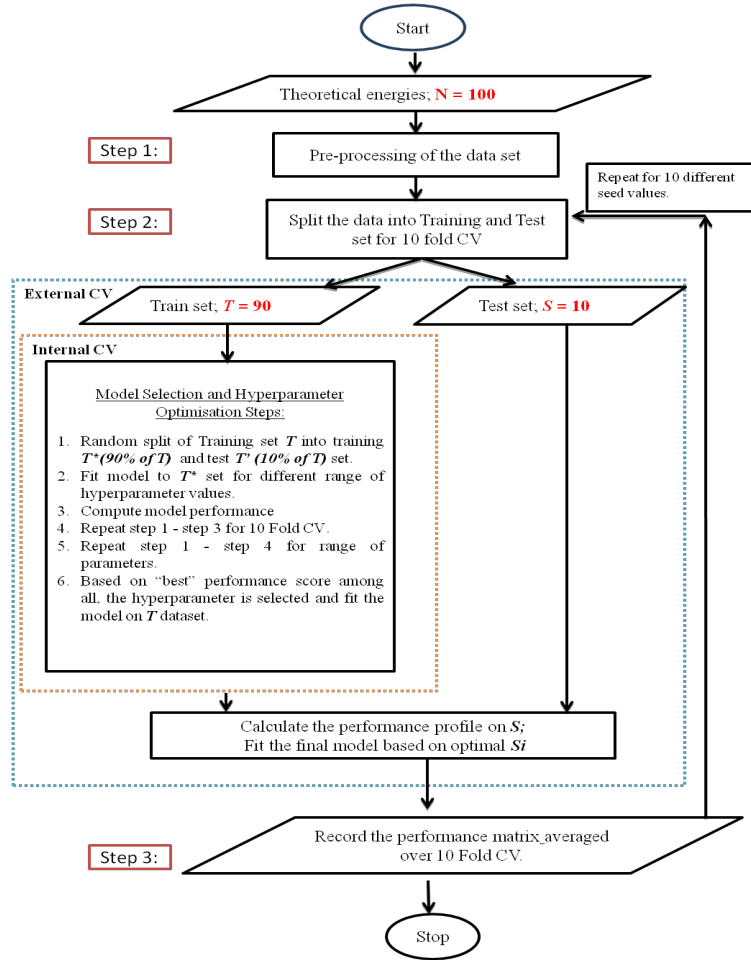 Start
Theoretical energies; N = 100
Step 1:
Pre-processing of the data set
Repeat for 10 different
seed values.
Step 2:
Split the data into Training and Test
set for 10 fold CV
External CV
Train set; T = 90
Test set; S = 10
Internal CV
Model Selection and Hyperparameter
Optimisation Steps:
1. Random split of Training set T into training
T*(90% of T) and test T' (10% of T) set.
2. Fit model to T* set for different range of
hyperparameter values.
3. Compute model performance
4. Repeat step 1 - step 3 for 10 Fold CV.
5. Repeat step 1 - step 4 for range of
parameters.
6. Based on “best” performance score among
all, the hyperparameter is selected and fit the
model on T dataset.
Calculate the performance profile on S;
Fit the final model based on optimal Si
Record the performance matrix_averaged
over 10 Fold CV.
Step 3:
Stop